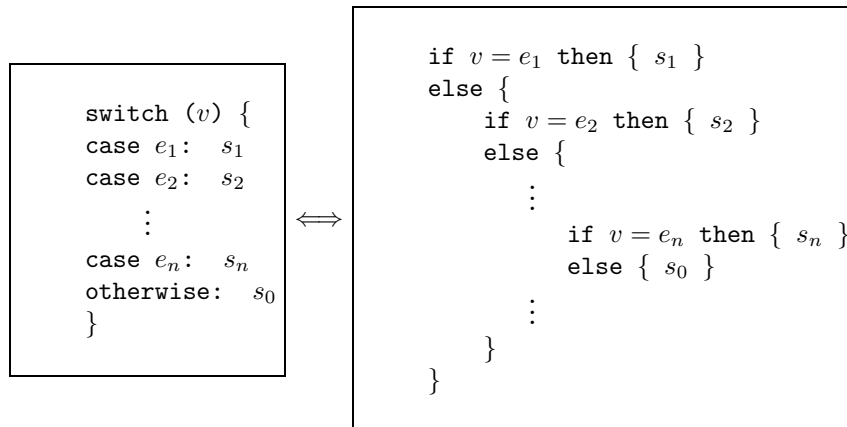 switch (v) {
case e₁: s₁
case e₂: s₂
⋮
case eₙ: sₙ
otherwise: s₀
}
⟺
if v = e₁ then { s₁ }
else {
if v = e₂ then { s₂ }
else {
⋮
if v = eₙ then { sₙ }
else { s₀ }
⋮
}
}